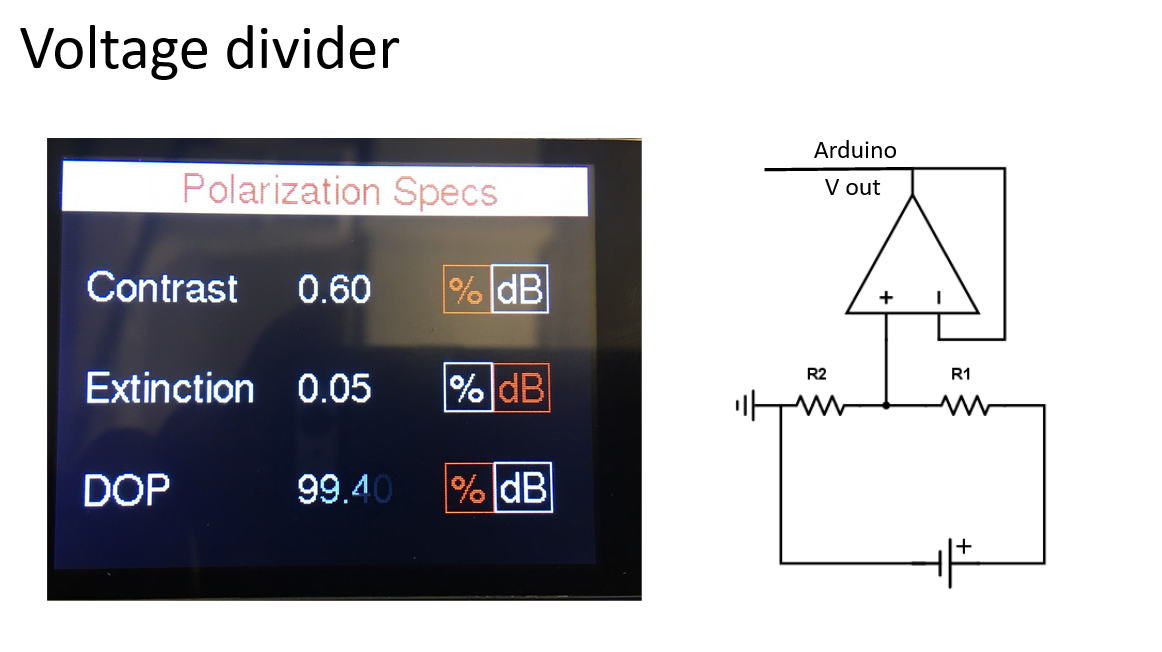 Voltage divider
Polarization Specs
Contrast 0.60 % dB
Extinction 0.05 % dB
DOP 99.40 % dB
Arduino
V out
+
R2 R1
+